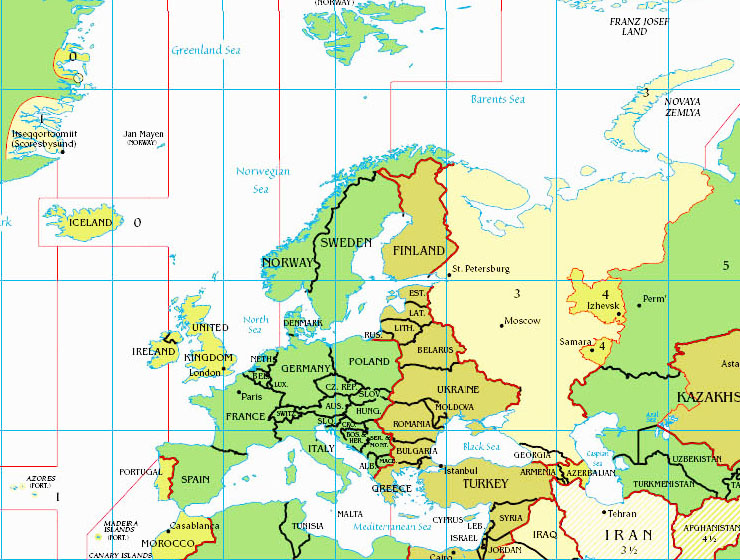 (NORWAY)
FRANZ JOSEF
LAND
Greenland Sea
0
3
Barents Sea
NOVAYA
ZEMLYA
1
Ittseqqortoormiit
(Scoresbysund)
Jan Mayen
(NORWAY)
Norwegian
Sea
rk
ICELAND
0
SWEDEN
FINLAND
NORWAY
St. Petersburg
5
3
4
Izhevsk
Perm'
EST.
LAT.
North
Sea
DENMARK
UNITED
KINGDOM
LITH.
RUS.
Moscow
Samara
4
IRELAND
London
NETH.
BEL.
LUX.
GERMANY
POLAND
BELARUS
Asta
Paris
CZ. REP.
SLOV.
UKRAINE
KAZAKHS
FRANCE
SWITZ.
AUS.
HUNG.
MOLDOVA
SLO.
CRO.
ROMANIA
Aral
Sea
BOS. &
HER.
SER. &
MONT.
ITALY
BULGARIA
Black Sea
GEORGIA
Caspian
Sea
UZBEKISTAN
ALB.
MACE.
PORTUGAL
SPAIN
Istanbul
ARMENIA
AZERBAIJAN
TURKMENISTAN
TA
AZORES
(PORT.)
1
GREECE
TURKEY
MALTA
Mediterranean Sea
CYPRUS
SYRIA
LEB.
ISRAEL
IRAQ
Tehran
IRAN
3 ½
AFGHANISTAN
4 ½
MADEIRA
ISLANDS
(PORT.)
Casablanca
MOROCCO
TUNISIA
CANARY ISLANDS
Cairo
JORDAN